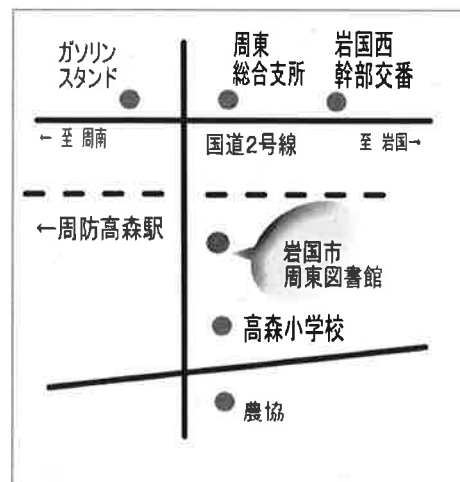 ガソリン
スタンド
周東
総合支所
岩国西
幹部交番
← 至 周南
国道2号線
至 岩国→
←周防高森駅
岩国市
周東図書館
高森小学校
農協